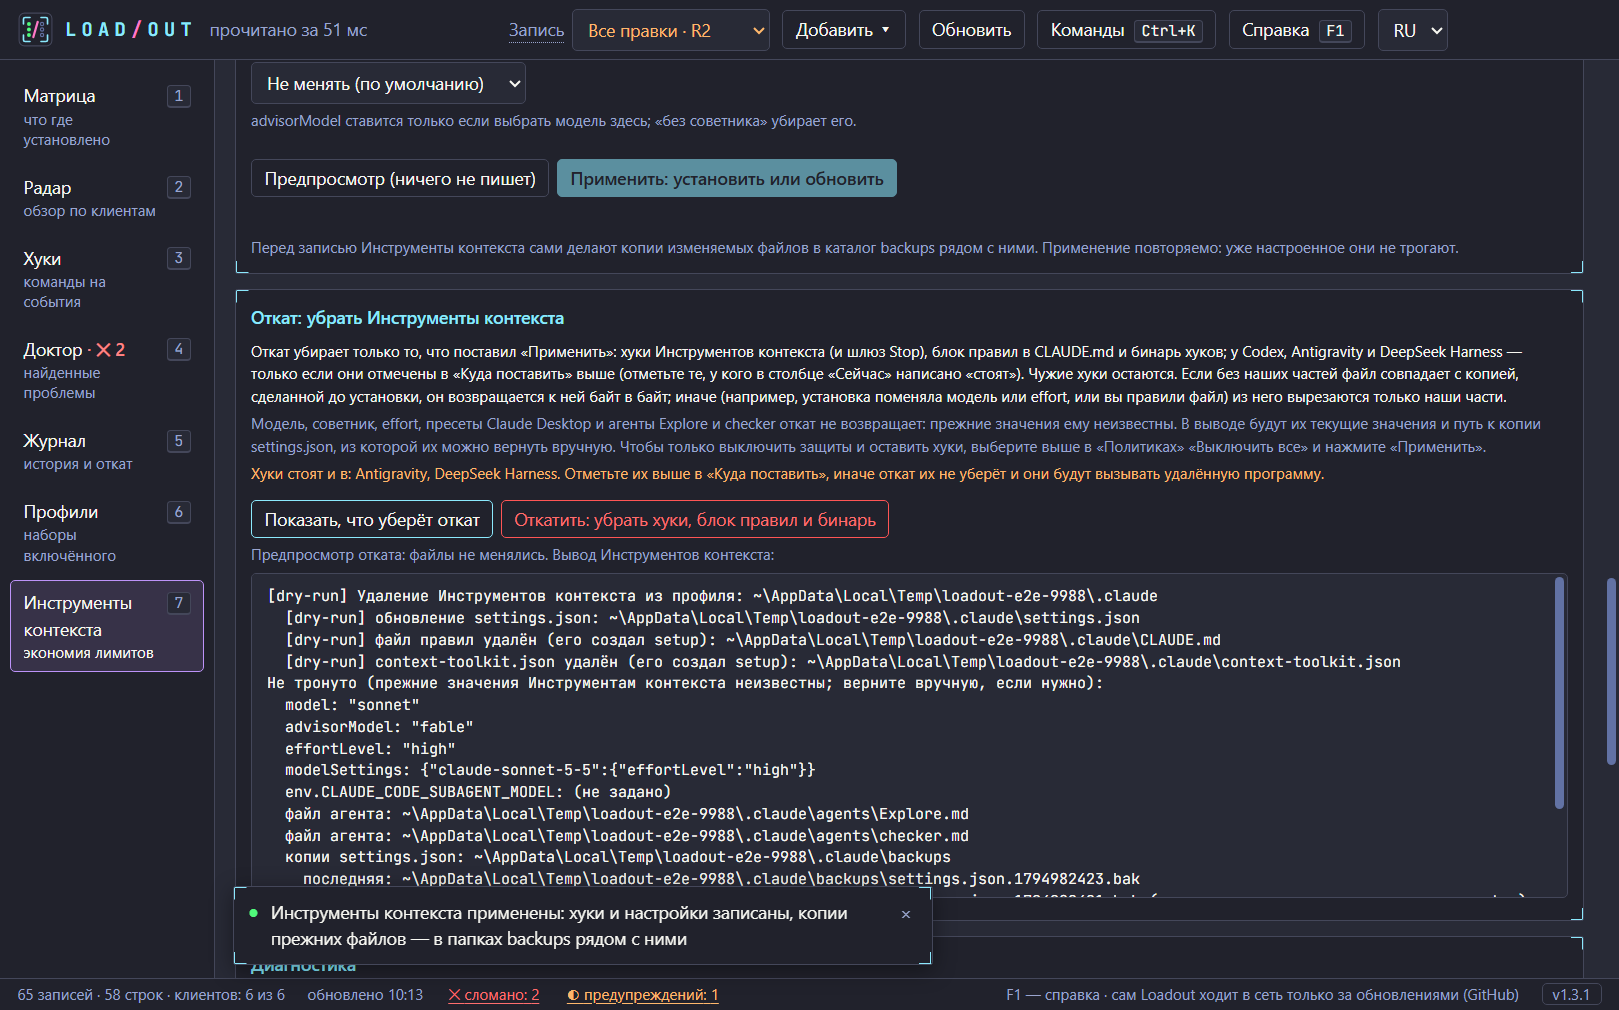 LOAD/OUT прочитано за 51 мс Запись Все правки · R2 Добавить ▾ Обновить Команды Ctrl+K Справка F1 RU
Матрица 1
что где
установлено
Радар 2
обзор по клиентам
Хуки 3
команды на
события
Доктор · ✕ 2 4
найденные
проблемы
Журнал 5
история и откат
Профили 6
наборы
включённого
Инструменты 7
контекста
экономия лимитов
Не менять (по умолчанию)
advisorModel ставится только если выбрать модель здесь; «без советника» убирает его.
Предпросмотр (ничего не пишет) Применить: установить или обновить
Перед записью Инструменты контекста сами делают копии изменяемых файлов в каталог backups рядом с ними. Применение повторяемо: уже настроенное они не трогают.
Откат: убрать Инструменты контекста
Откат убирает только то, что поставил «Применить»: хуки Инструментов контекста (и шлюз Stop), блок правил в CLAUDE.md и бинарь хуков; у Codex, Antigravity и DeepSeek Harness —
только если они отмечены в «Куда поставить» выше (отметьте те, у кого в столбце «Сейчас» написано «стоят»). Чужие хуки остаются. Если без наших частей файл совпадает с копией,
сделанной до установки, он возвращается к ней байт в байт; иначе (например, установка поменяла модель или effort, или вы правили файл) из него вырезаются только наши части.
Модель, советник, effort, пресеты Claude Desktop и агенты Explore и checker откат не возвращает: прежние значения ему неизвестны. В выводе будут их текущие значения и путь к копии
settings.json, из которой их можно вернуть вручную. Чтобы только выключить защиты и оставить хуки, выберите выше в «Политиках» «Выключить все» и нажмите «Применить».
Хуки стоят и в: Antigravity, DeepSeek Harness. Отметьте их выше в «Куда поставить», иначе откат их не уберёт и они будут вызывать удалённую программу.
Показать, что уберёт откат Откатить: убрать хуки, блок правил и бинарь
Предпросмотр отката: файлы не менялись. Вывод Инструментов контекста:
[dry-run] Удаление Инструментов контекста из профиля: ~\AppData\Local\Temp\loadout-e2e-9988\.claude
[dry-run] обновление settings.json: ~\AppData\Local\Temp\loadout-e2e-9988\.claude\settings.json
[dry-run] файл правил удалён (его создал setup): ~\AppData\Local\Temp\loadout-e2e-9988\.claude\CLAUDE.md
[dry-run] context-toolkit.json удалён (его создал setup): ~\AppData\Local\Temp\loadout-e2e-9988\.claude\context-toolkit.json
Не тронуто (прежние значения Инструментам контекста неизвестны; верните вручную, если нужно):
model: "sonnet"
advisorModel: "fable"
effortLevel: "high"
modelSettings: {"claude-sonnet-5-5":{"effortLevel":"high"}}
env.CLAUDE_CODE_SUBAGENT_MODEL: (не задано)
файл агента: ~\AppData\Local\Temp\loadout-e2e-9988\.claude\agents\Explore.md
файл агента: ~\AppData\Local\Temp\loadout-e2e-9988\.claude\agents\checker.md
копии settings.json: ~\AppData\Local\Temp\loadout-e2e-9988\.claude\backups
последняя: ~\AppData\Local\Temp\loadout-e2e-9988\.claude\backups\settings.json.1794982423.bak
Инструменты контекста применены: хуки и настройки записаны, копии ×
прежних файлов — в папках backups рядом с ними
Диагностика
65 записей · 58 строк · клиентов: 6 из 6 обновлено 10:13 ✕ сломано: 2 ◐ предупреждений: 1 F1 — справка · сам Loadout ходит в сеть только за обновлениями (GitHub) v1.3.1